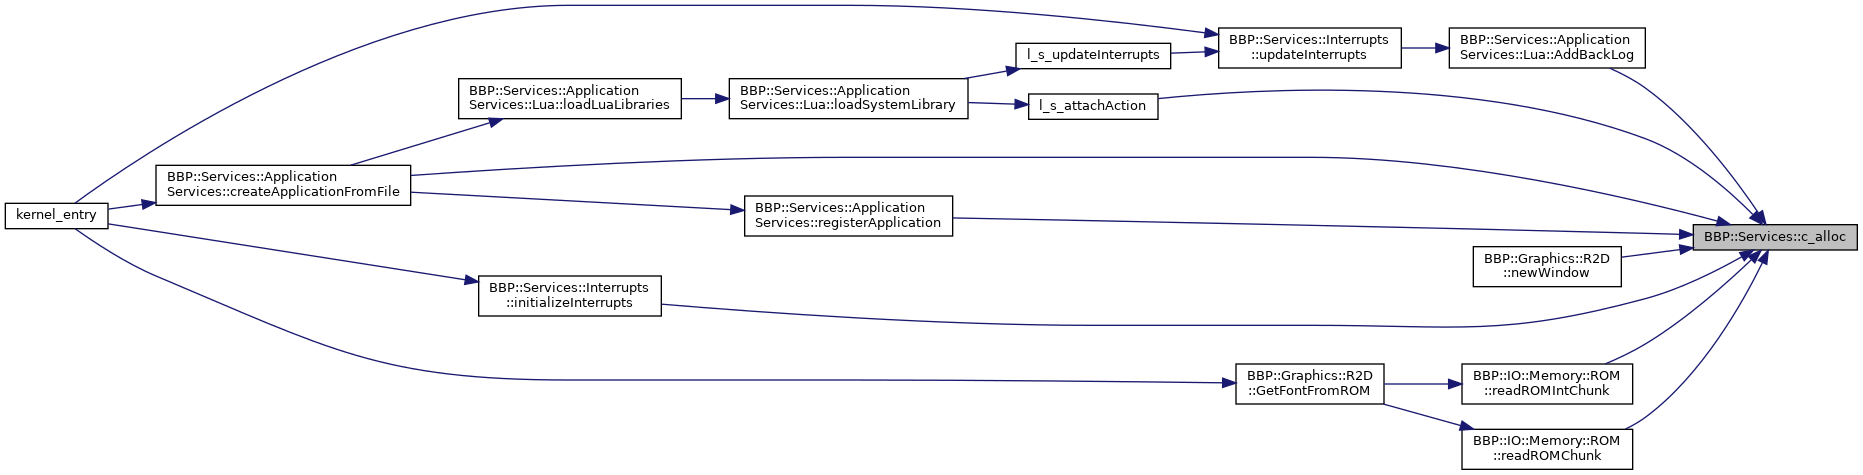 BBP::Services::Interrupts
::updateInterrupts
BBP::Services::Application
Services::Lua::AddBackLog
l_s_updateInterrupts
BBP::Services::Application
Services::Lua::loadLuaLibraries
BBP::Services::Application
Services::Lua::loadSystemLibrary
l_s_attachAction
BBP::Services::Application
Services::createApplicationFromFile
kernel_entry
BBP::Services::Application
Services::registerApplication
BBP::Services::c_alloc
BBP::Graphics::R2D
::newWindow
BBP::Services::Interrupts
::initializeInterrupts
BBP::Graphics::R2D
::GetFontFromROM
BBP::IO::Memory::ROM
::readROMIntChunk
BBP::IO::Memory::ROM
::readROMChunk